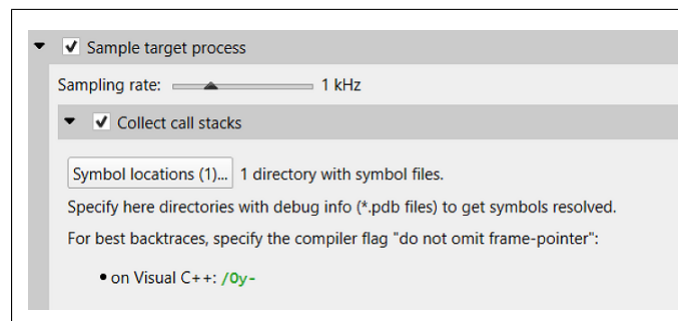 Sample target process
Sampling rate: 1 kHz
Collect call stacks
Symbol locations (1)... 1 directory with symbol files.
Specify here directories with debug info (*.pdb files) to get symbols resolved.
For best backtraces, specify the compiler flag "do not omit frame-pointer":
• on Visual C++: /Oy-